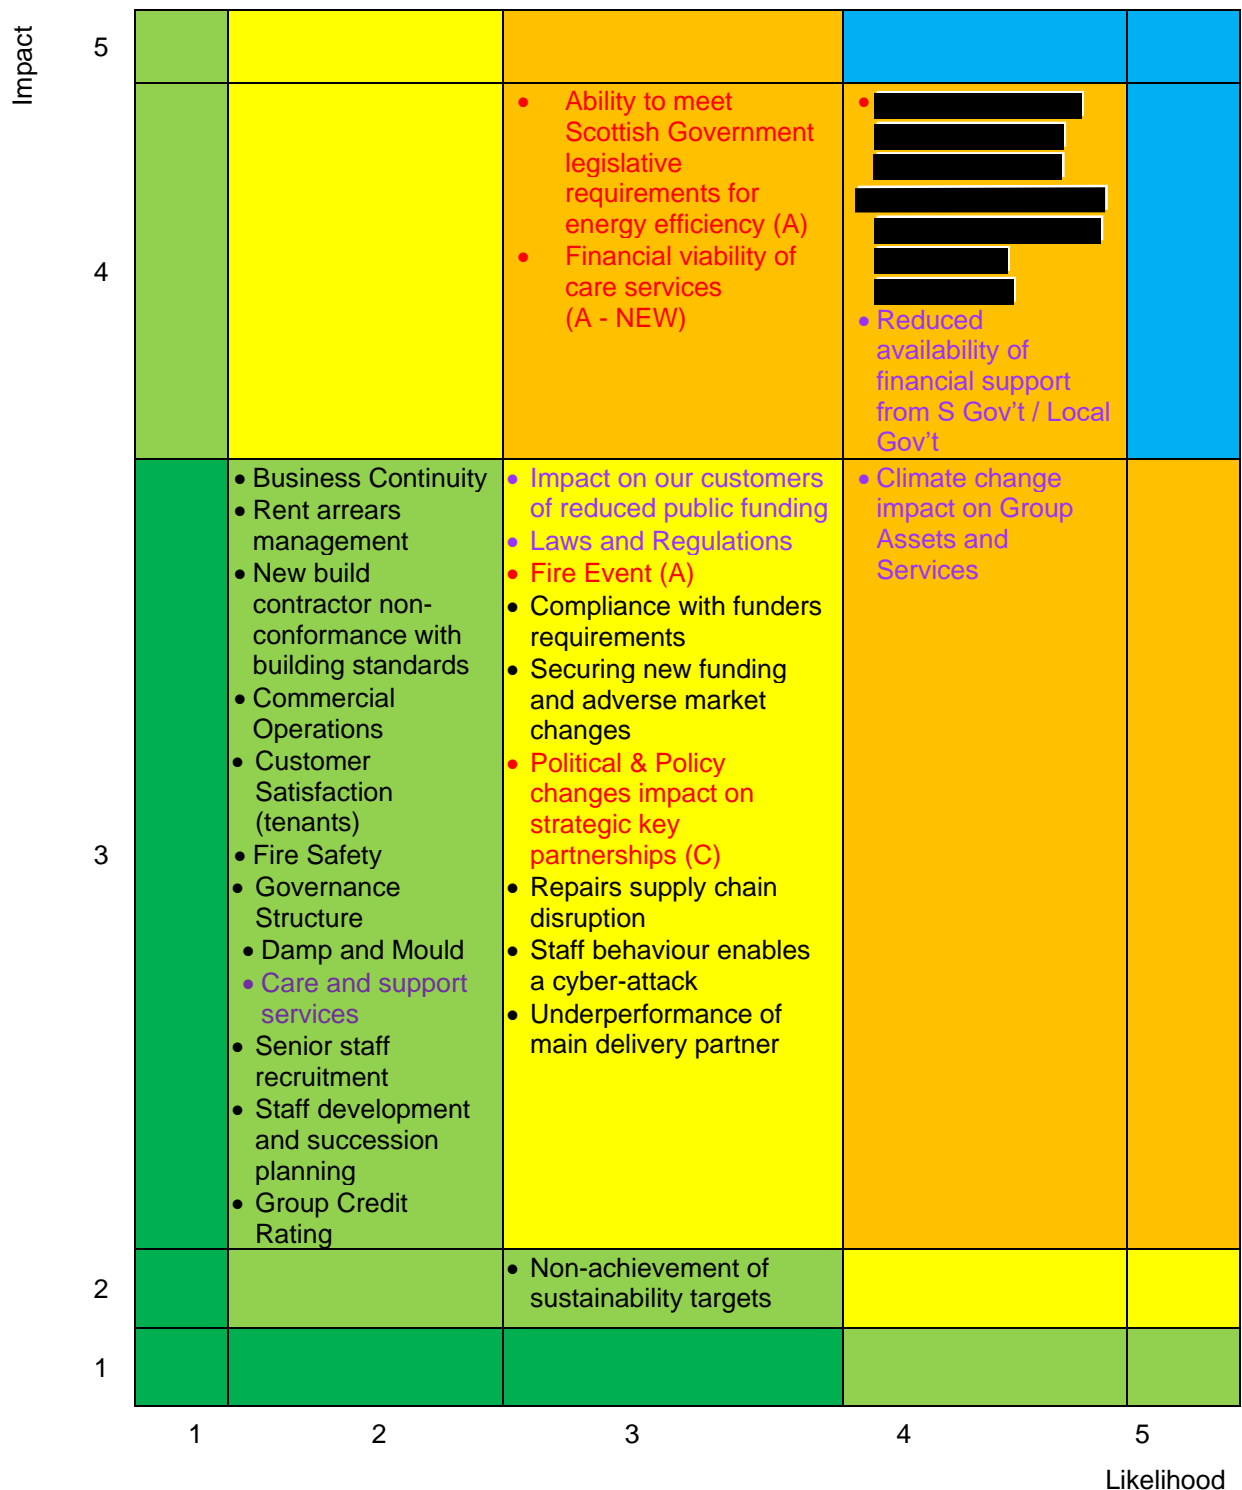 Impact
5
4
• Ability to meet
Scottish Government
legislative
requirements for
energy efficiency (A)
• Financial viability of
care services
(A - NEW)
•
• Reduced
availability of
financial support
from S Gov’t / Local
Gov’t
3
• Business Continuity
• Rent arrears
management
• New build
contractor non-
conformance with
building standards
• Commercial
Operations
• Customer
Satisfaction
(tenants)
• Fire Safety
• Governance
Structure
• Damp and Mould
• Care and support
services
• Senior staff
recruitment
• Staff development
and succession
planning
• Group Credit
Rating
• Impact on our customers
of reduced public funding
• Laws and Regulations
• Fire Event (A)
• Compliance with funders
requirements
• Securing new funding
and adverse market
changes
• Political & Policy
changes impact on
strategic key
partnerships (C)
• Repairs supply chain
disruption
• Staff behaviour enables
a cyber-attack
• Underperformance of
main delivery partner
• Climate change
impact on Group
Assets and
Services
2
• Non-achievement of
sustainability targets
1
1 2 3 4 5
Likelihood